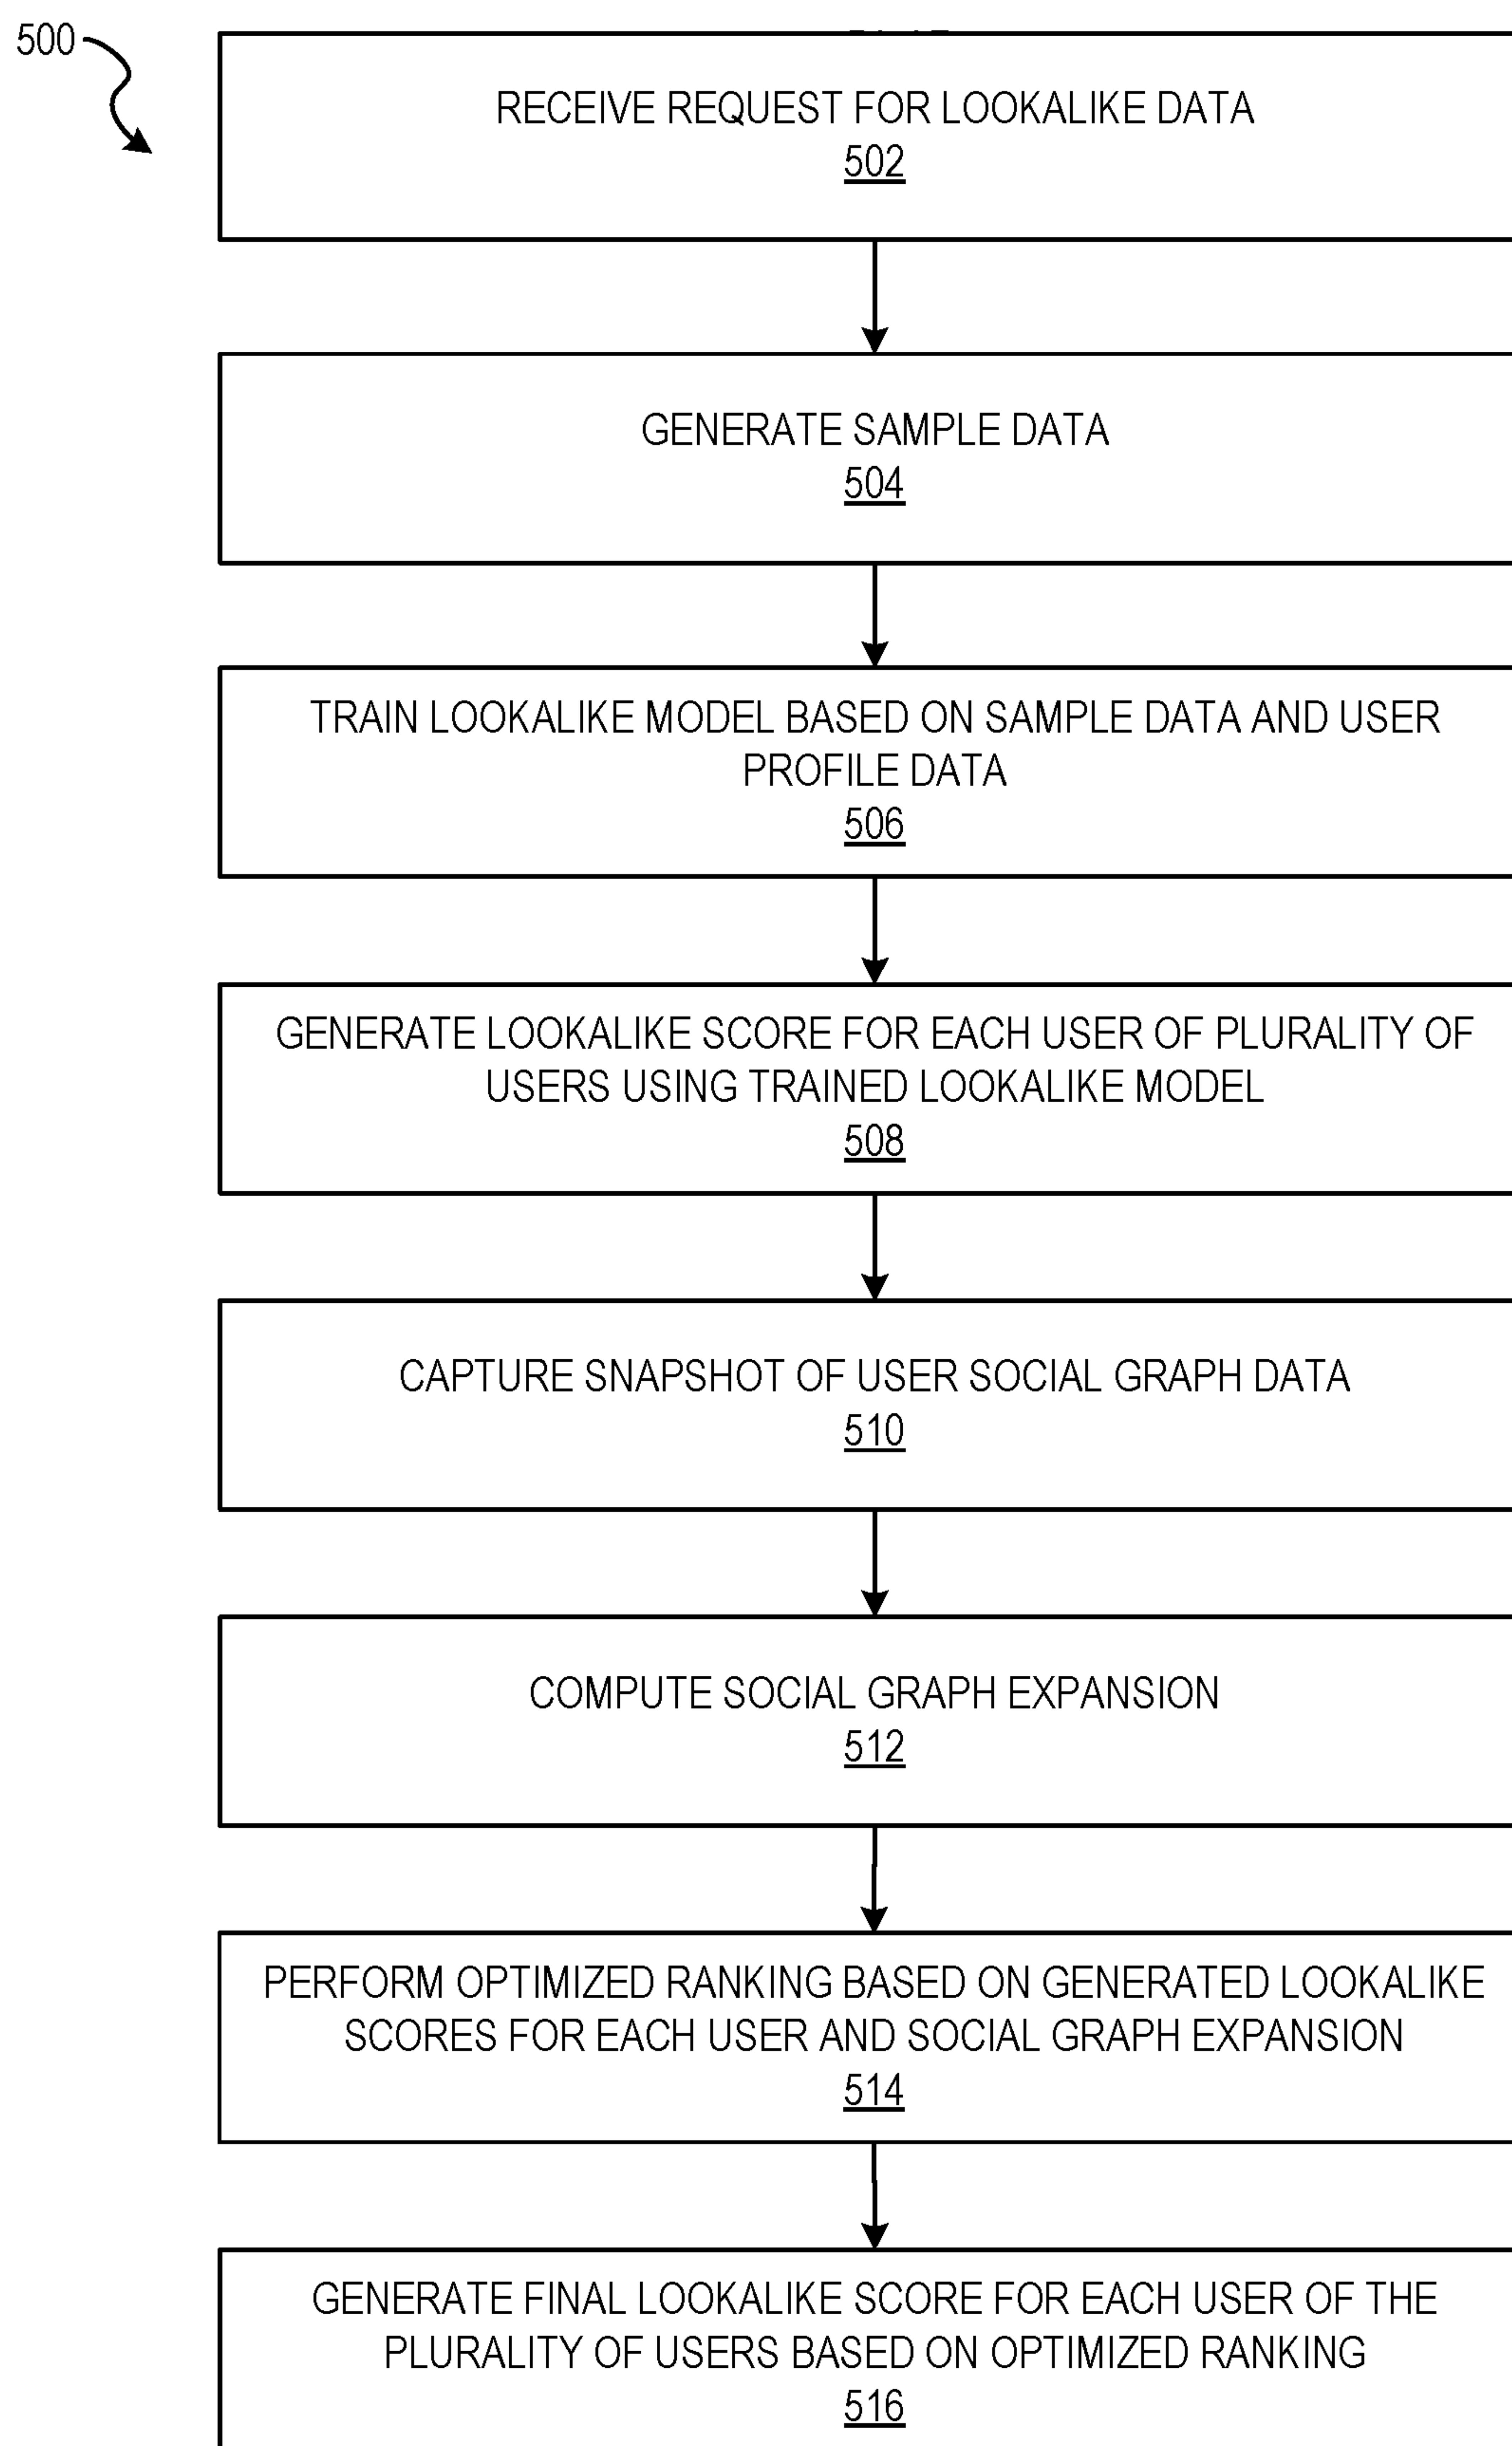 500
RECEIVE REQUEST FOR LOOKALIKE DATA
502
GENERATE SAMPLE DATA
504
TRAIN LOOKALIKE MODEL BASED ON SAMPLE DATA AND USER
PROFILE DATA
506
GENERATE LOOKALIKE SCORE FOR EACH USER OF PLURALITY OF
USERS USING TRAINED LOOKALIKE MODEL
508
CAPTURE SNAPSHOT OF USER SOCIAL GRAPH DATA
510
COMPUTE SOCIAL GRAPH EXPANSION
512
PERFORM OPTIMIZED RANKING BASED ON GENERATED LOOKALIKE
SCORES FOR EACH USER AND SOCIAL GRAPH EXPANSION
514
GENERATE FINAL LOOKALIKE SCORE FOR EACH USER OF THE
PLURALITY OF USERS BASED ON OPTIMIZED RANKING
516